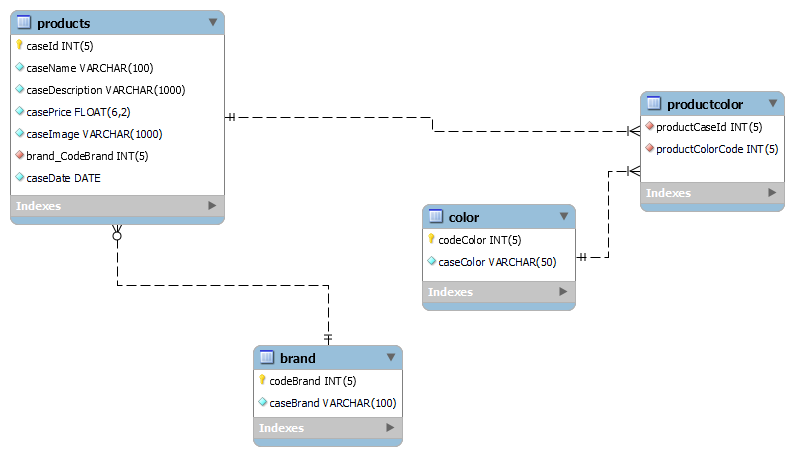 products
caseId INT(5)
caseName VARCHAR(100)
caseDescription VARCHAR(1000)
casePrice FLOAT(6,2)
caseImage VARCHAR(1000)
brand_CodeBrand INT(5)
caseDate DATE
Indexes
productcolor
productCaseId INT(5)
productColorCode INT(5)
Indexes
color
codeColor INT(5)
caseColor VARCHAR(50)
Indexes
brand
codeBrand INT(5)
caseBrand VARCHAR(100)
Indexes